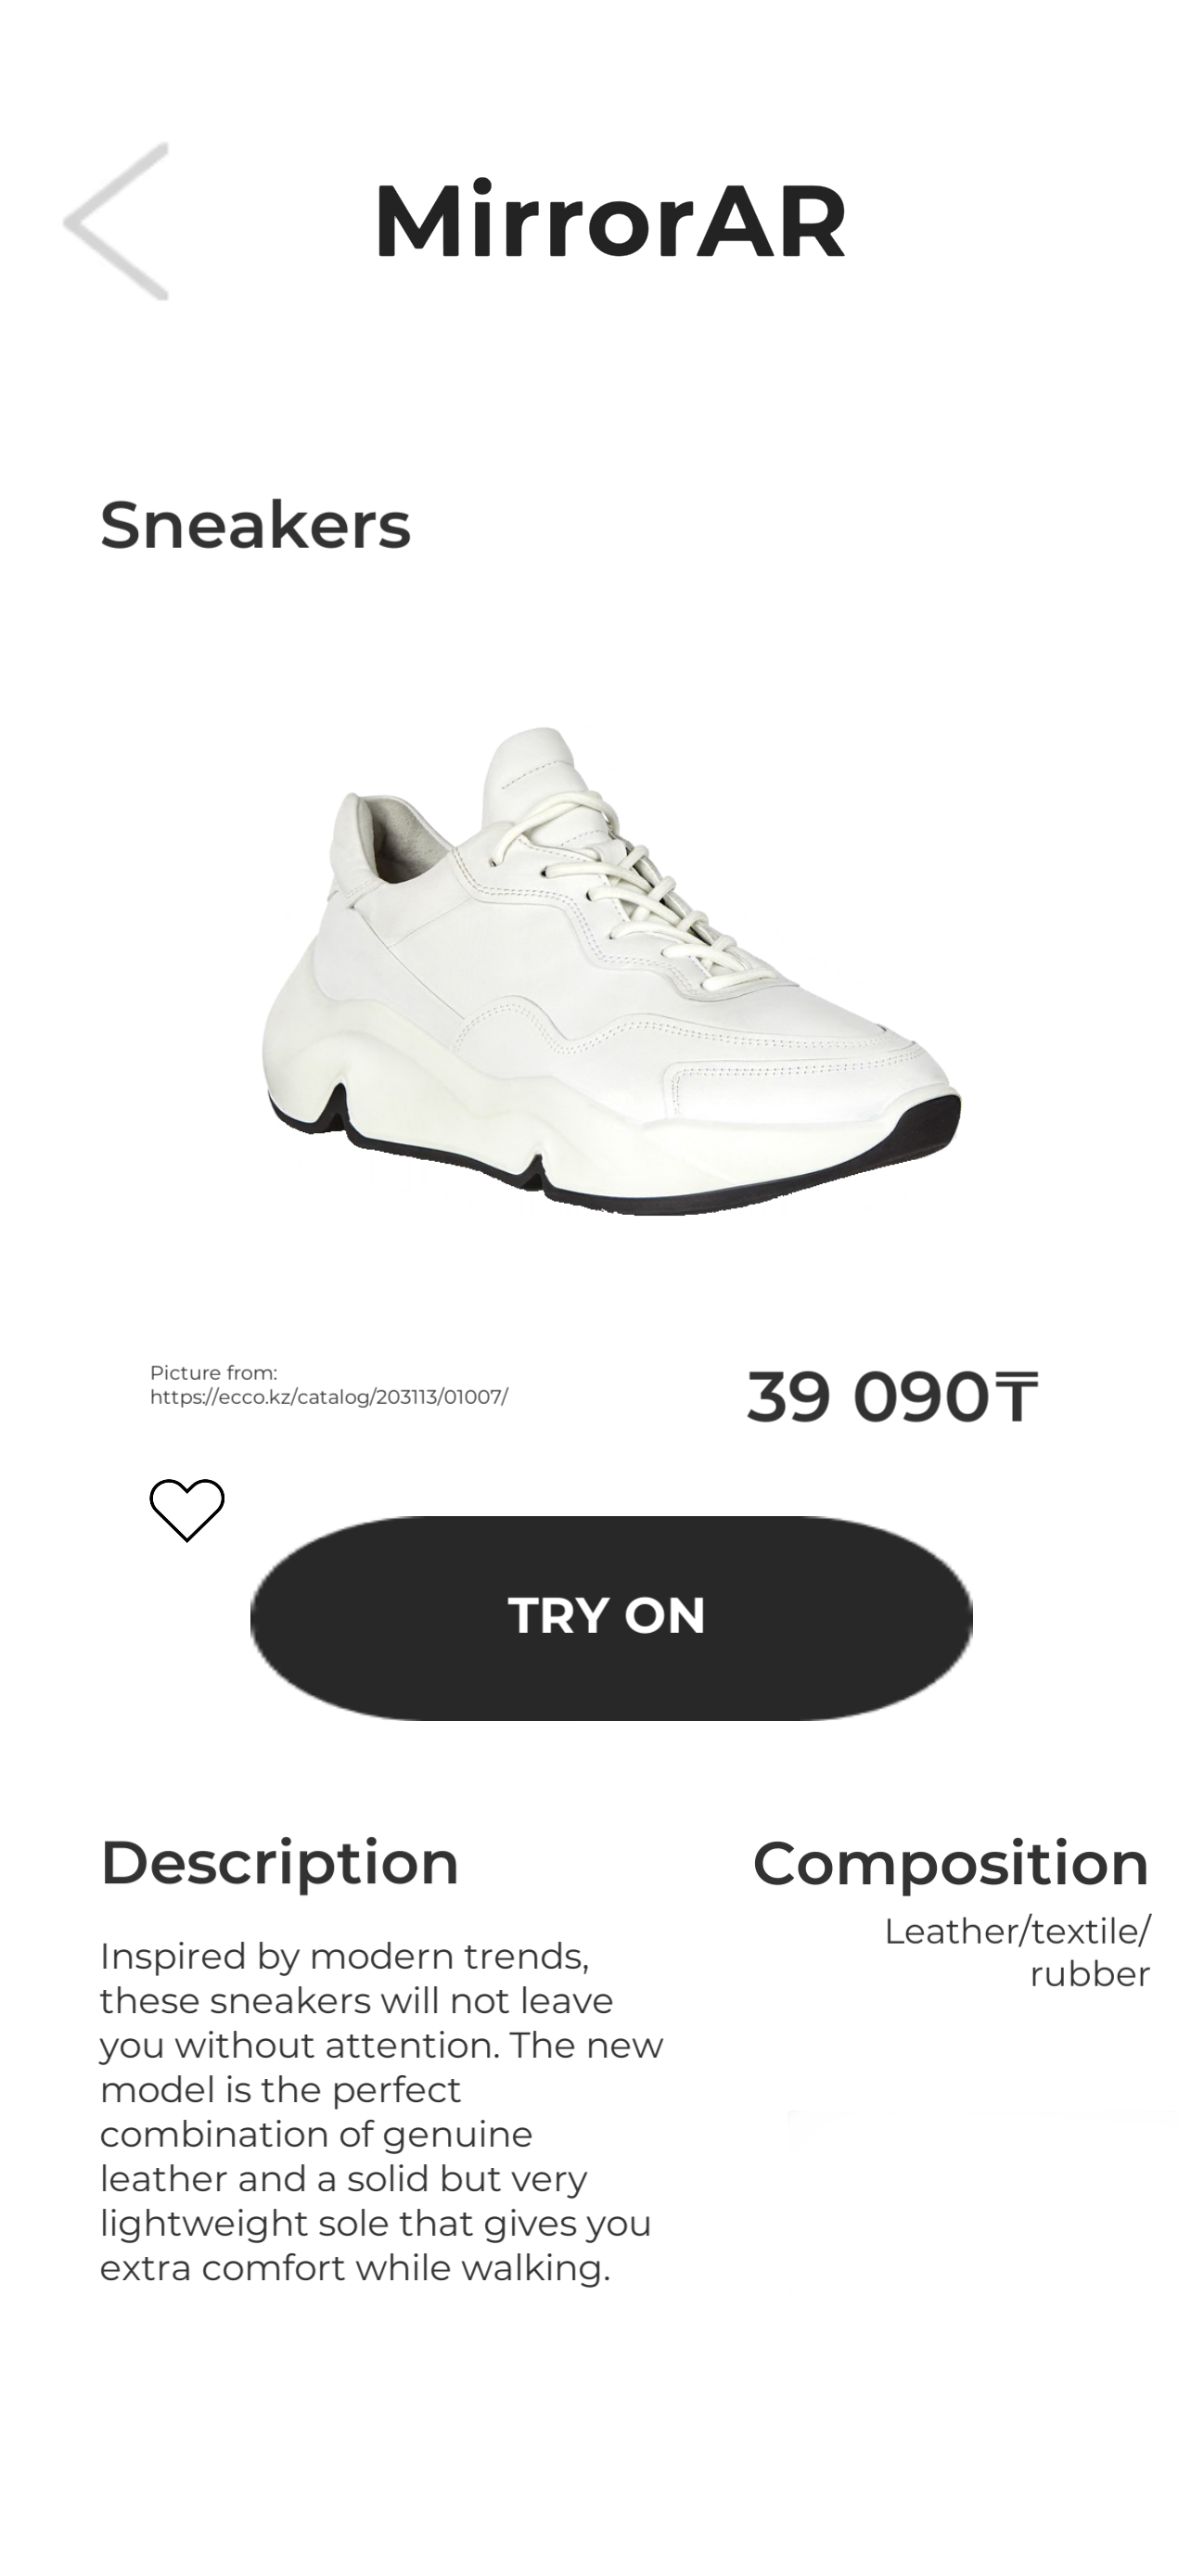 MirrorAR
Sneakers
Picture from:
https://ecco.kz/catalog/203113/01007/
39 090₸
TRY ON
Description
Inspired by modern trends,
these sneakers will not leave
you without attention. The new
model is the perfect
combination of genuine
leather and a solid but very
lightweight sole that gives you
extra comfort while walking.
Composition
Leather/textile/
rubber